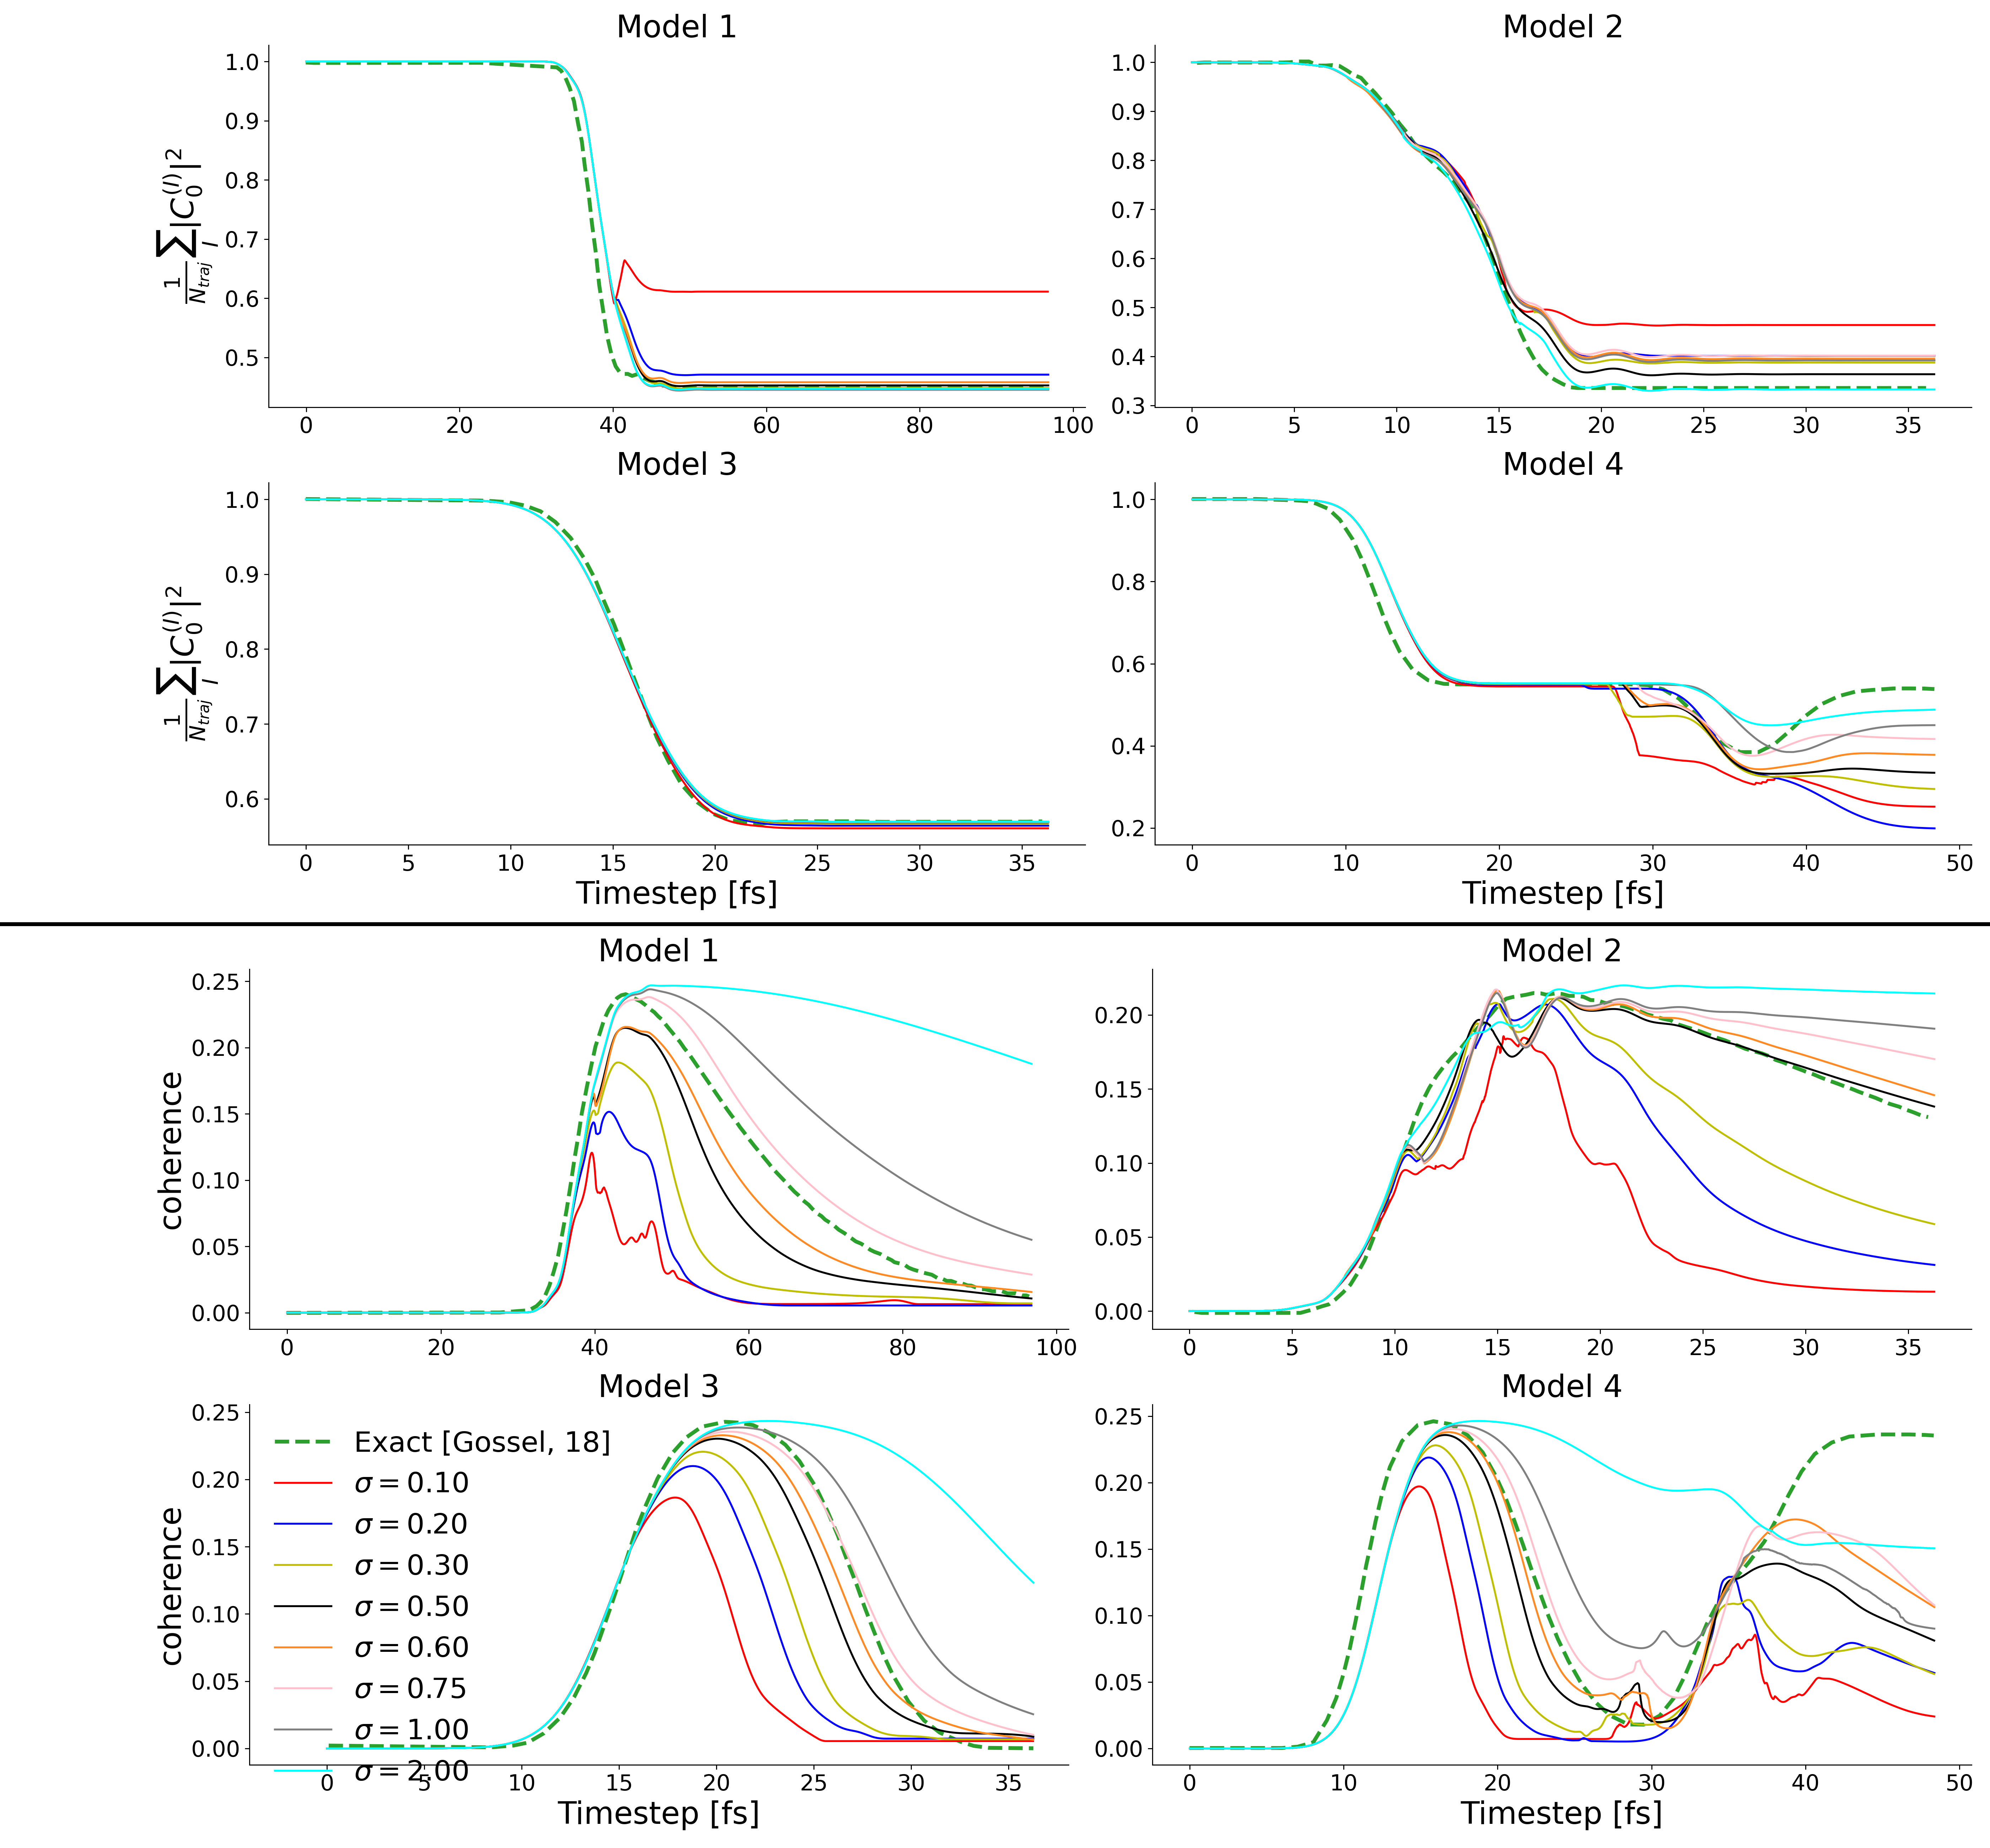 Model 1
1.0
0.9
0.8
0.7
0.6
0.5
0 20 40 60 80 100
1/N_traj ∑_I |C_0^(I)|^2
Model 2
1.0
0.9
0.8
0.7
0.6
0.5
0.4
0.3
0 5 10 15 20 25 30 35
Model 3
1.0
0.9
0.8
0.7
0.6
0 5 10 15 20 25 30 35
1/N_traj ∑_I |C_0^(I)|^2
Timestep [fs]
Model 4
1.0
0.8
0.6
0.4
0.2
0 10 20 30 40 50
Timestep [fs]
Model 1
0.25
0.20
0.15
0.10
0.05
0.00
0 20 40 60 80 100
coherence
Model 2
0.20
0.15
0.10
0.05
0.00
0 5 10 15 20 25 30 35
Model 3
0.25
0.20
0.15
0.10
0.05
0.00
0 5 10 15 20 25 30 35
coherence
Timestep [fs]
Exact [Gossel, 18]
σ = 0.10
σ = 0.20
σ = 0.30
σ = 0.50
σ = 0.60
σ = 0.75
σ = 1.00
σ = 2.00
Model 4
0.25
0.20
0.15
0.10
0.05
0.00
0 10 20 30 40 50
Timestep [fs]